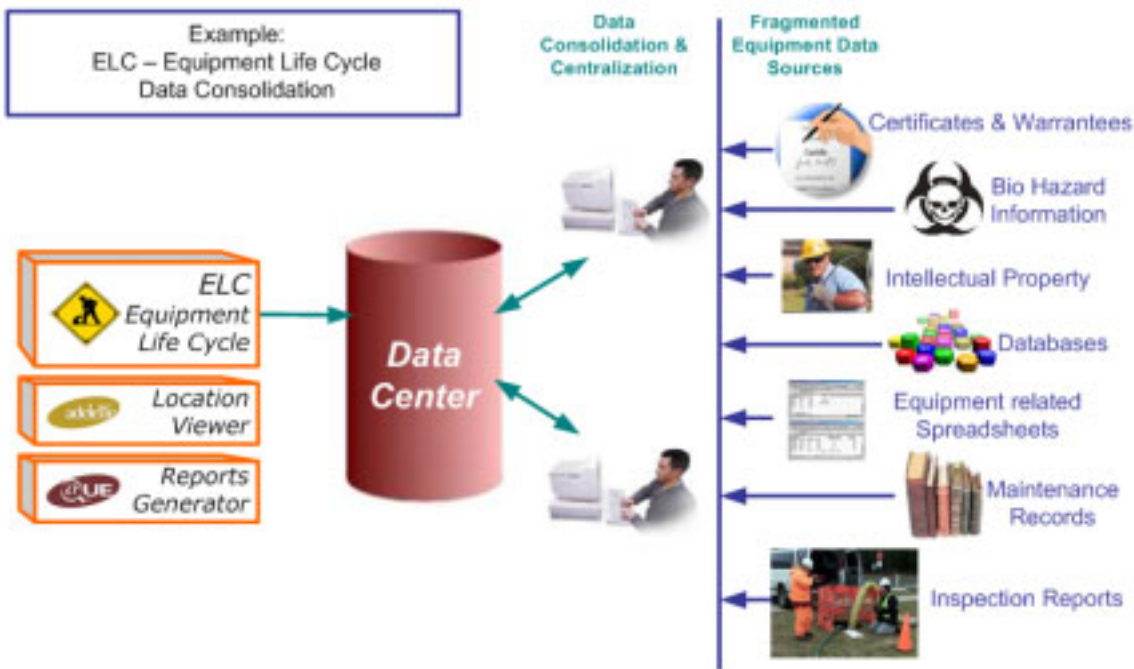 Example:
ELC – Equipment Life Cycle
Data Consolidation
Data
Consolidation &
Centralization
Fragmented
Equipment Data
Sources
Certificates & Warrantees
Bio Hazard
Information
Intellectual Property
Databases
Equipment related
Spreadsheets
Maintenance
Records
Inspection Reports
ELC
Equipment
Life Cycle
Location
Viewer
Reports
Generator
Data
Center